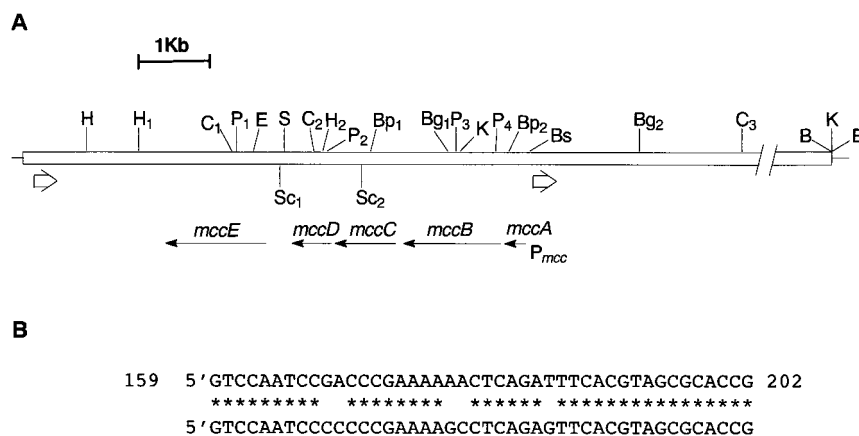 A
1Kb
H H₁ C₁ P₁ E S C₂ H₂ P₂ Bp₁ Bg₁ P₃ K P₄ Bp₂ Bs Bg₂ C₃ B K E
Sc₁ Sc₂
mccE mccD mccC mccB mccA
Pmcc
B
159 5'GTCCAATCCGACCCGAAAAAACTCAGATTTCACGTAGCGCACCG 202
********* ******** ****** ****************
5'GTCCAATCCCCCCCGAAAAGCCTCAGAGTTCACGTAGCGCACCG